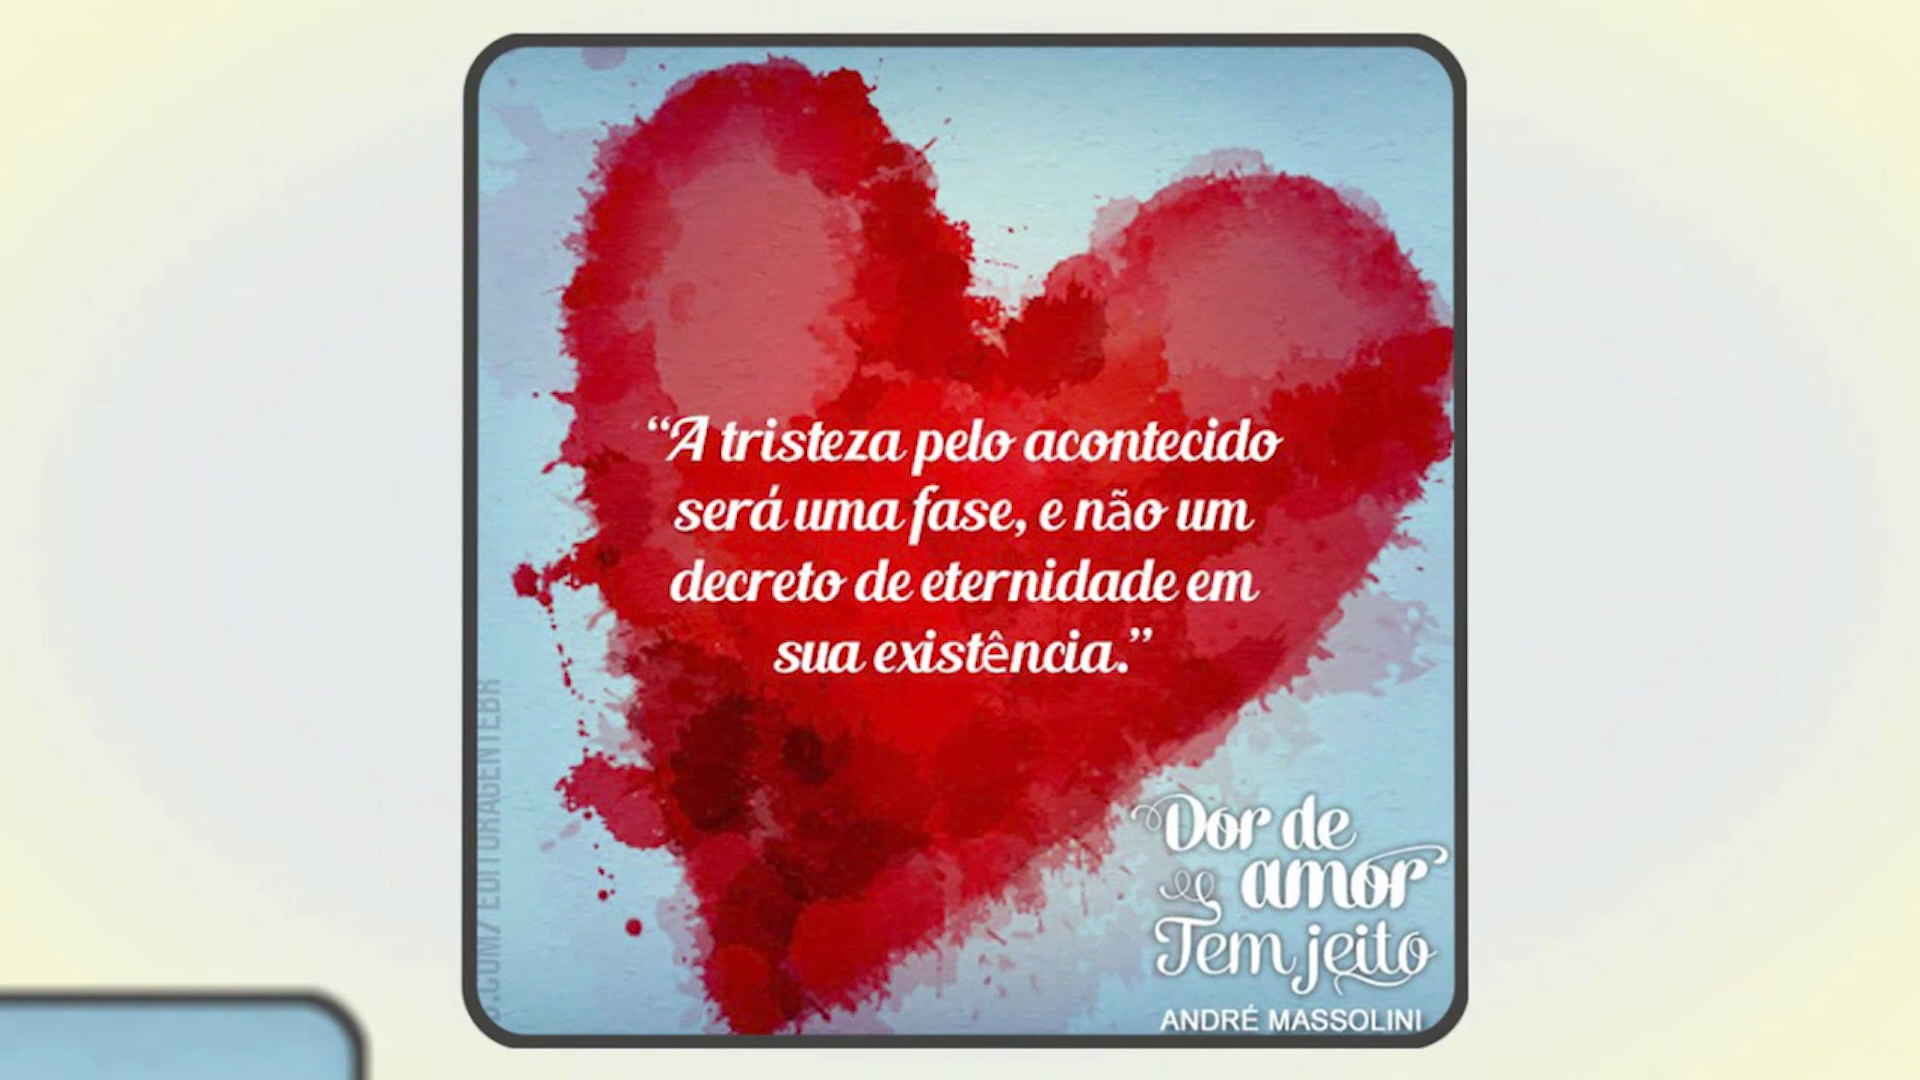 “A tristeza pelo acontecido
será uma fase, e não um
decreto de eternidade em
sua existência.”
Dor de
amor
Tem jeito
ANDRÉ MASSOLINI
.COM/ EDITORAGENTEBR